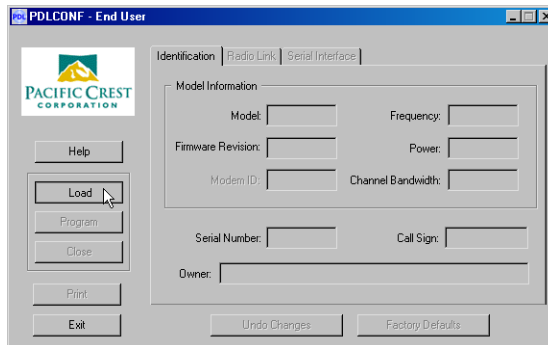 PDL PDLCONF - End User
PACIFIC CREST
CORPORATION
Help
Load
Program
Close
Print
Exit
Identification
Radio Link
Serial Interface
Model Information
Model:
Frequency:
Firmware Revision:
Power:
Modem ID:
Channel Bandwidth:
Serial Number:
Call Sign:
Owner:
Undo Changes
Factory Defaults